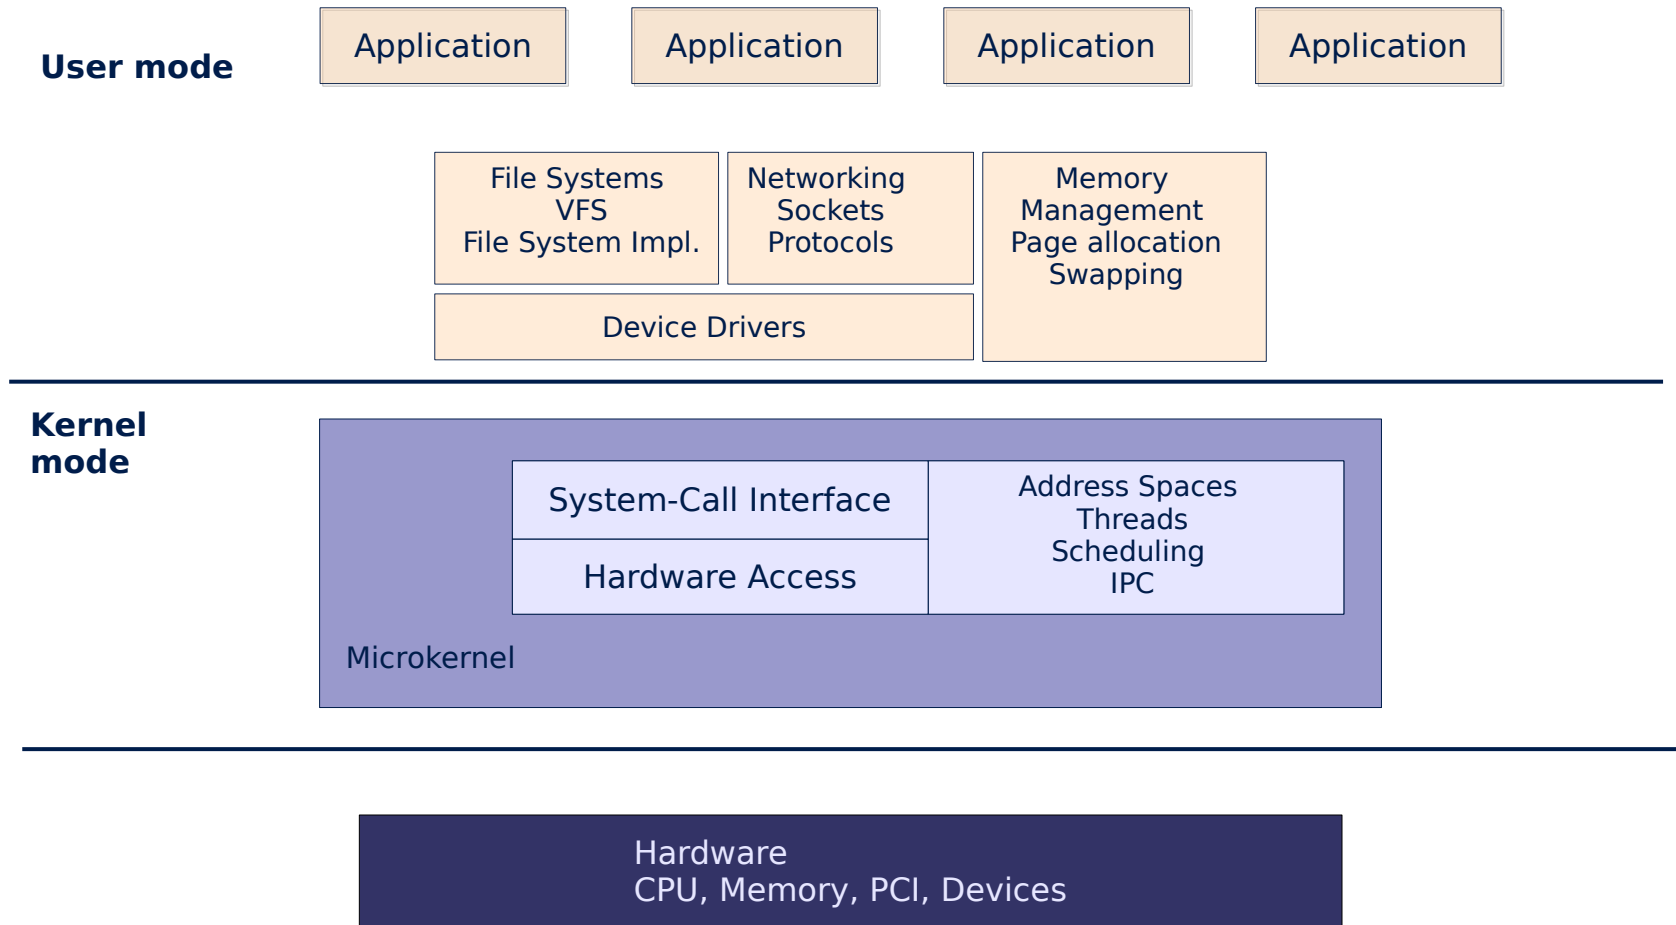 User mode
Application
Application
Application
Application
File Systems
VFS
File System Impl.
Networking
Sockets
Protocols
Memory
Management
Page allocation
Swapping
Device Drivers
Kernel
mode
System-Call Interface
Hardware Access
Address Spaces
Threads
Scheduling
IPC
Microkernel
Hardware
CPU, Memory, PCI, Devices